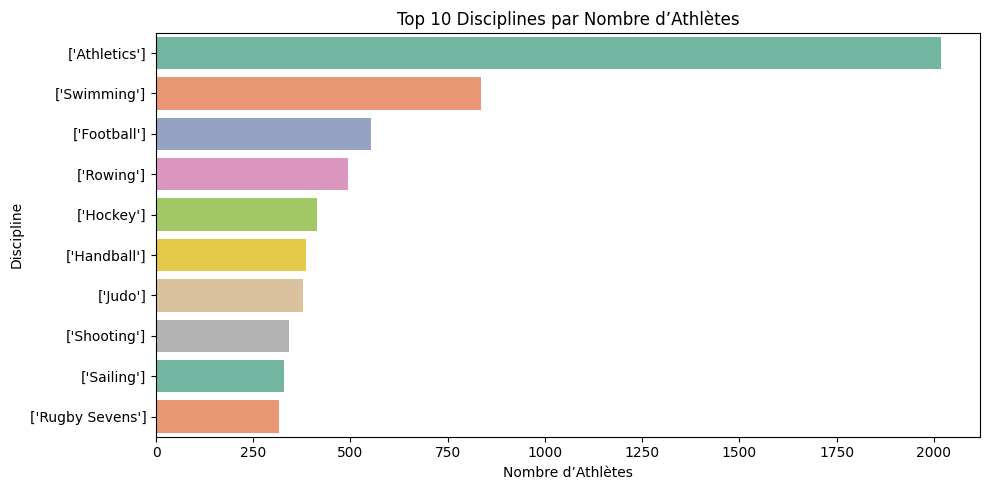 Top 10 Disciplines par Nombre d’Athlètes
Discipline
['Athletics']
['Swimming']
['Football']
['Rowing']
['Hockey']
['Handball']
['Judo']
['Shooting']
['Sailing']
['Rugby Sevens']
0 250 500 750 1000 1250 1500 1750 2000
Nombre d’Athlètes